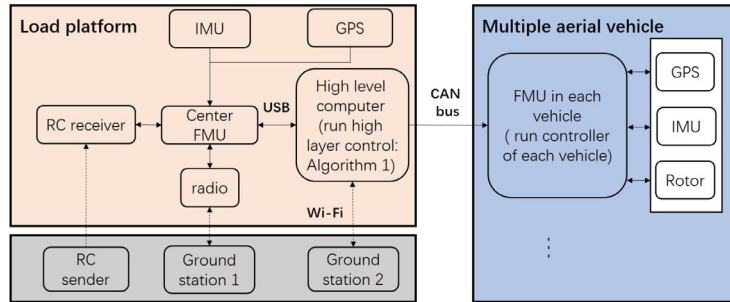 Load platform
IMU
GPS
RC receiver
Center
FMU
USB
High level
computer
(run high
layer control:
Algorithm 1)
radio
Wi-Fi
RC
sender
Ground
station 1
Ground
station 2
CAN
bus
Multiple aerial vehicle
FMU in each
vehicle
( run controller
of each vehicle)
GPS
IMU
Rotor